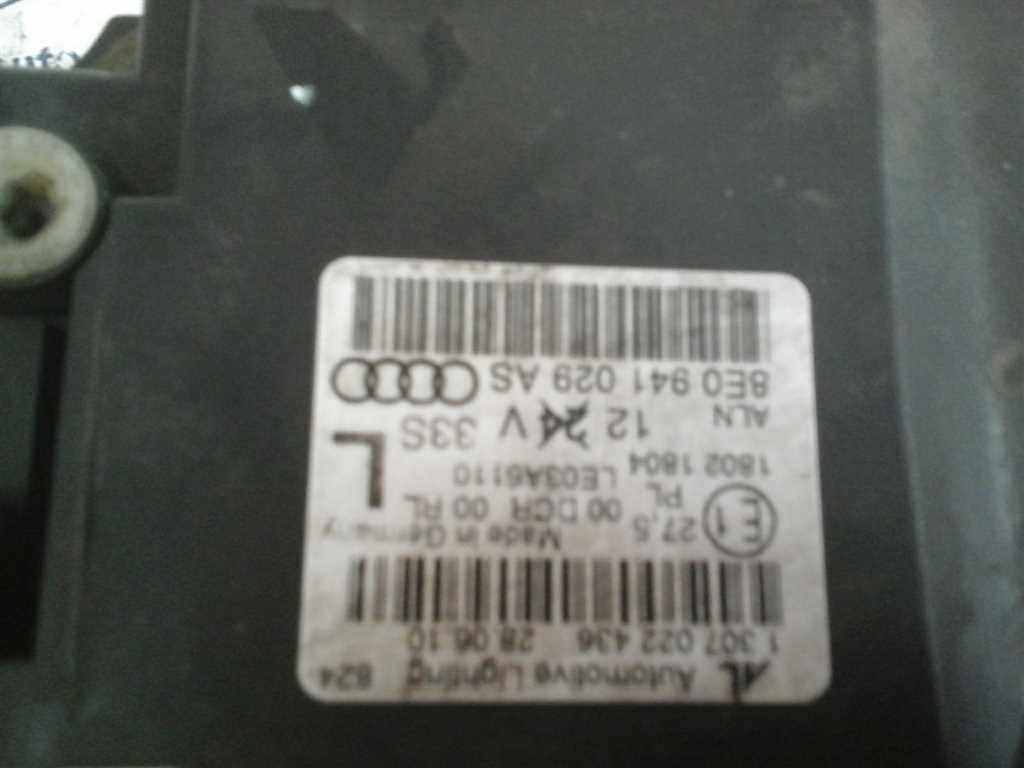 AL Automotive Lighting 824
1 307 022 436 28.06.10
Made in Germany
E1 27,5 00 DCR 00 RL
PL LE03A6110
1802 1804
L
12 24 V 33S
ALN
8E0 941 029 AS